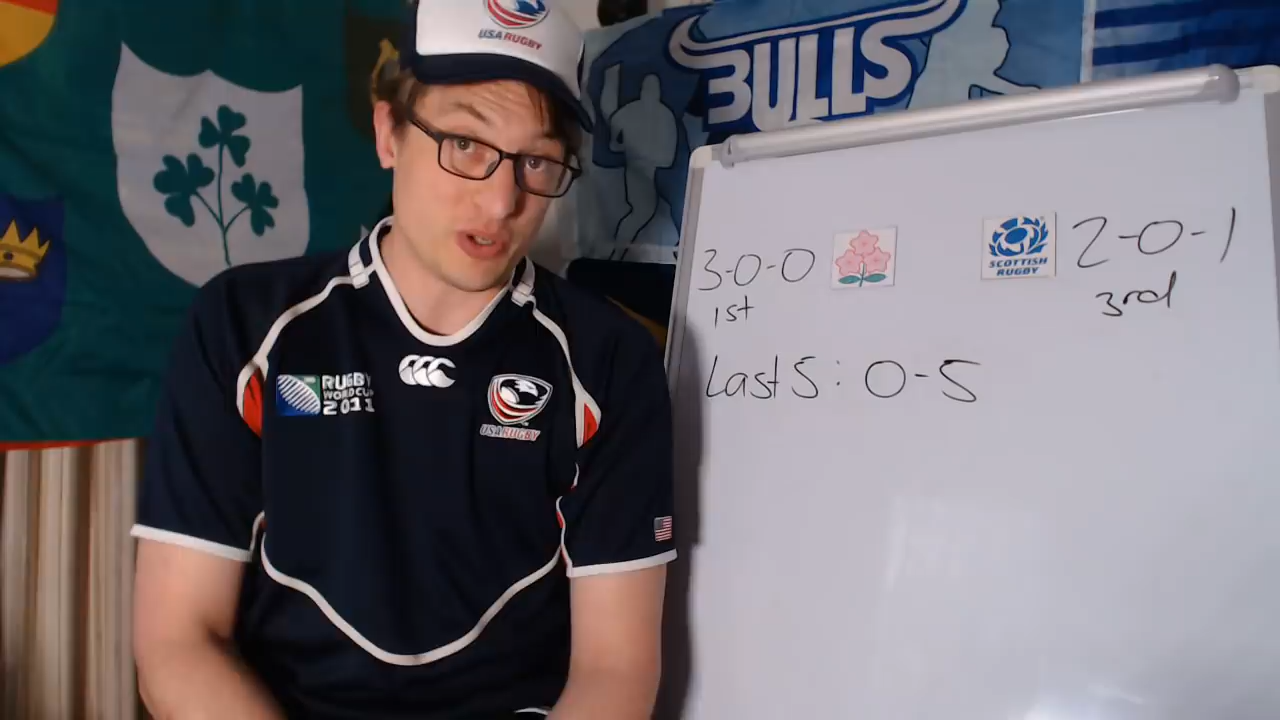 USA RUGBY
BULLS
3-0-0
1st
SCOTTISH
RUGBY
2-0-1
3rd
Last 5: 0-5
RUGBY
WORLD CUP
2011
USA RUGBY